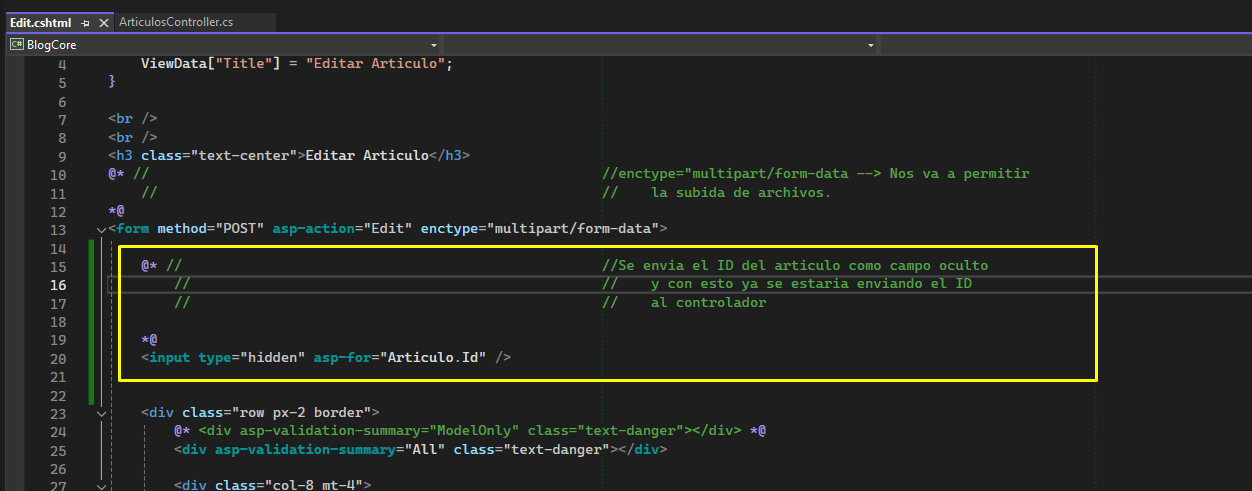 Edit.cshtml ArticulosController.cs
C# BlogCore
4 ViewData["Title"] = "Editar Articulo";
5 }
6
7 <br />
8 <br />
9 <h3 class="text-center">Editar Articulo</h3>
10 @* // //enctype="multipart/form-data --> Nos va a permitir
11 // // la subida de archivos.
12 *@
13 <form method="POST" asp-action="Edit" enctype="multipart/form-data">
14
15 @* // //Se envia el ID del articulo como campo oculto
16 // // y con esto ya se estaria enviando el ID
17 // // al controlador
18
19 *@
20 <input type="hidden" asp-for="Articulo.Id" />
21
22
23 <div class="row px-2 border">
24 @* <div asp-validation-summary="ModelOnly" class="text-danger"></div> *@
25 <div asp-validation-summary="All" class="text-danger"></div>
26
27 <div class="col-8 mt-4">